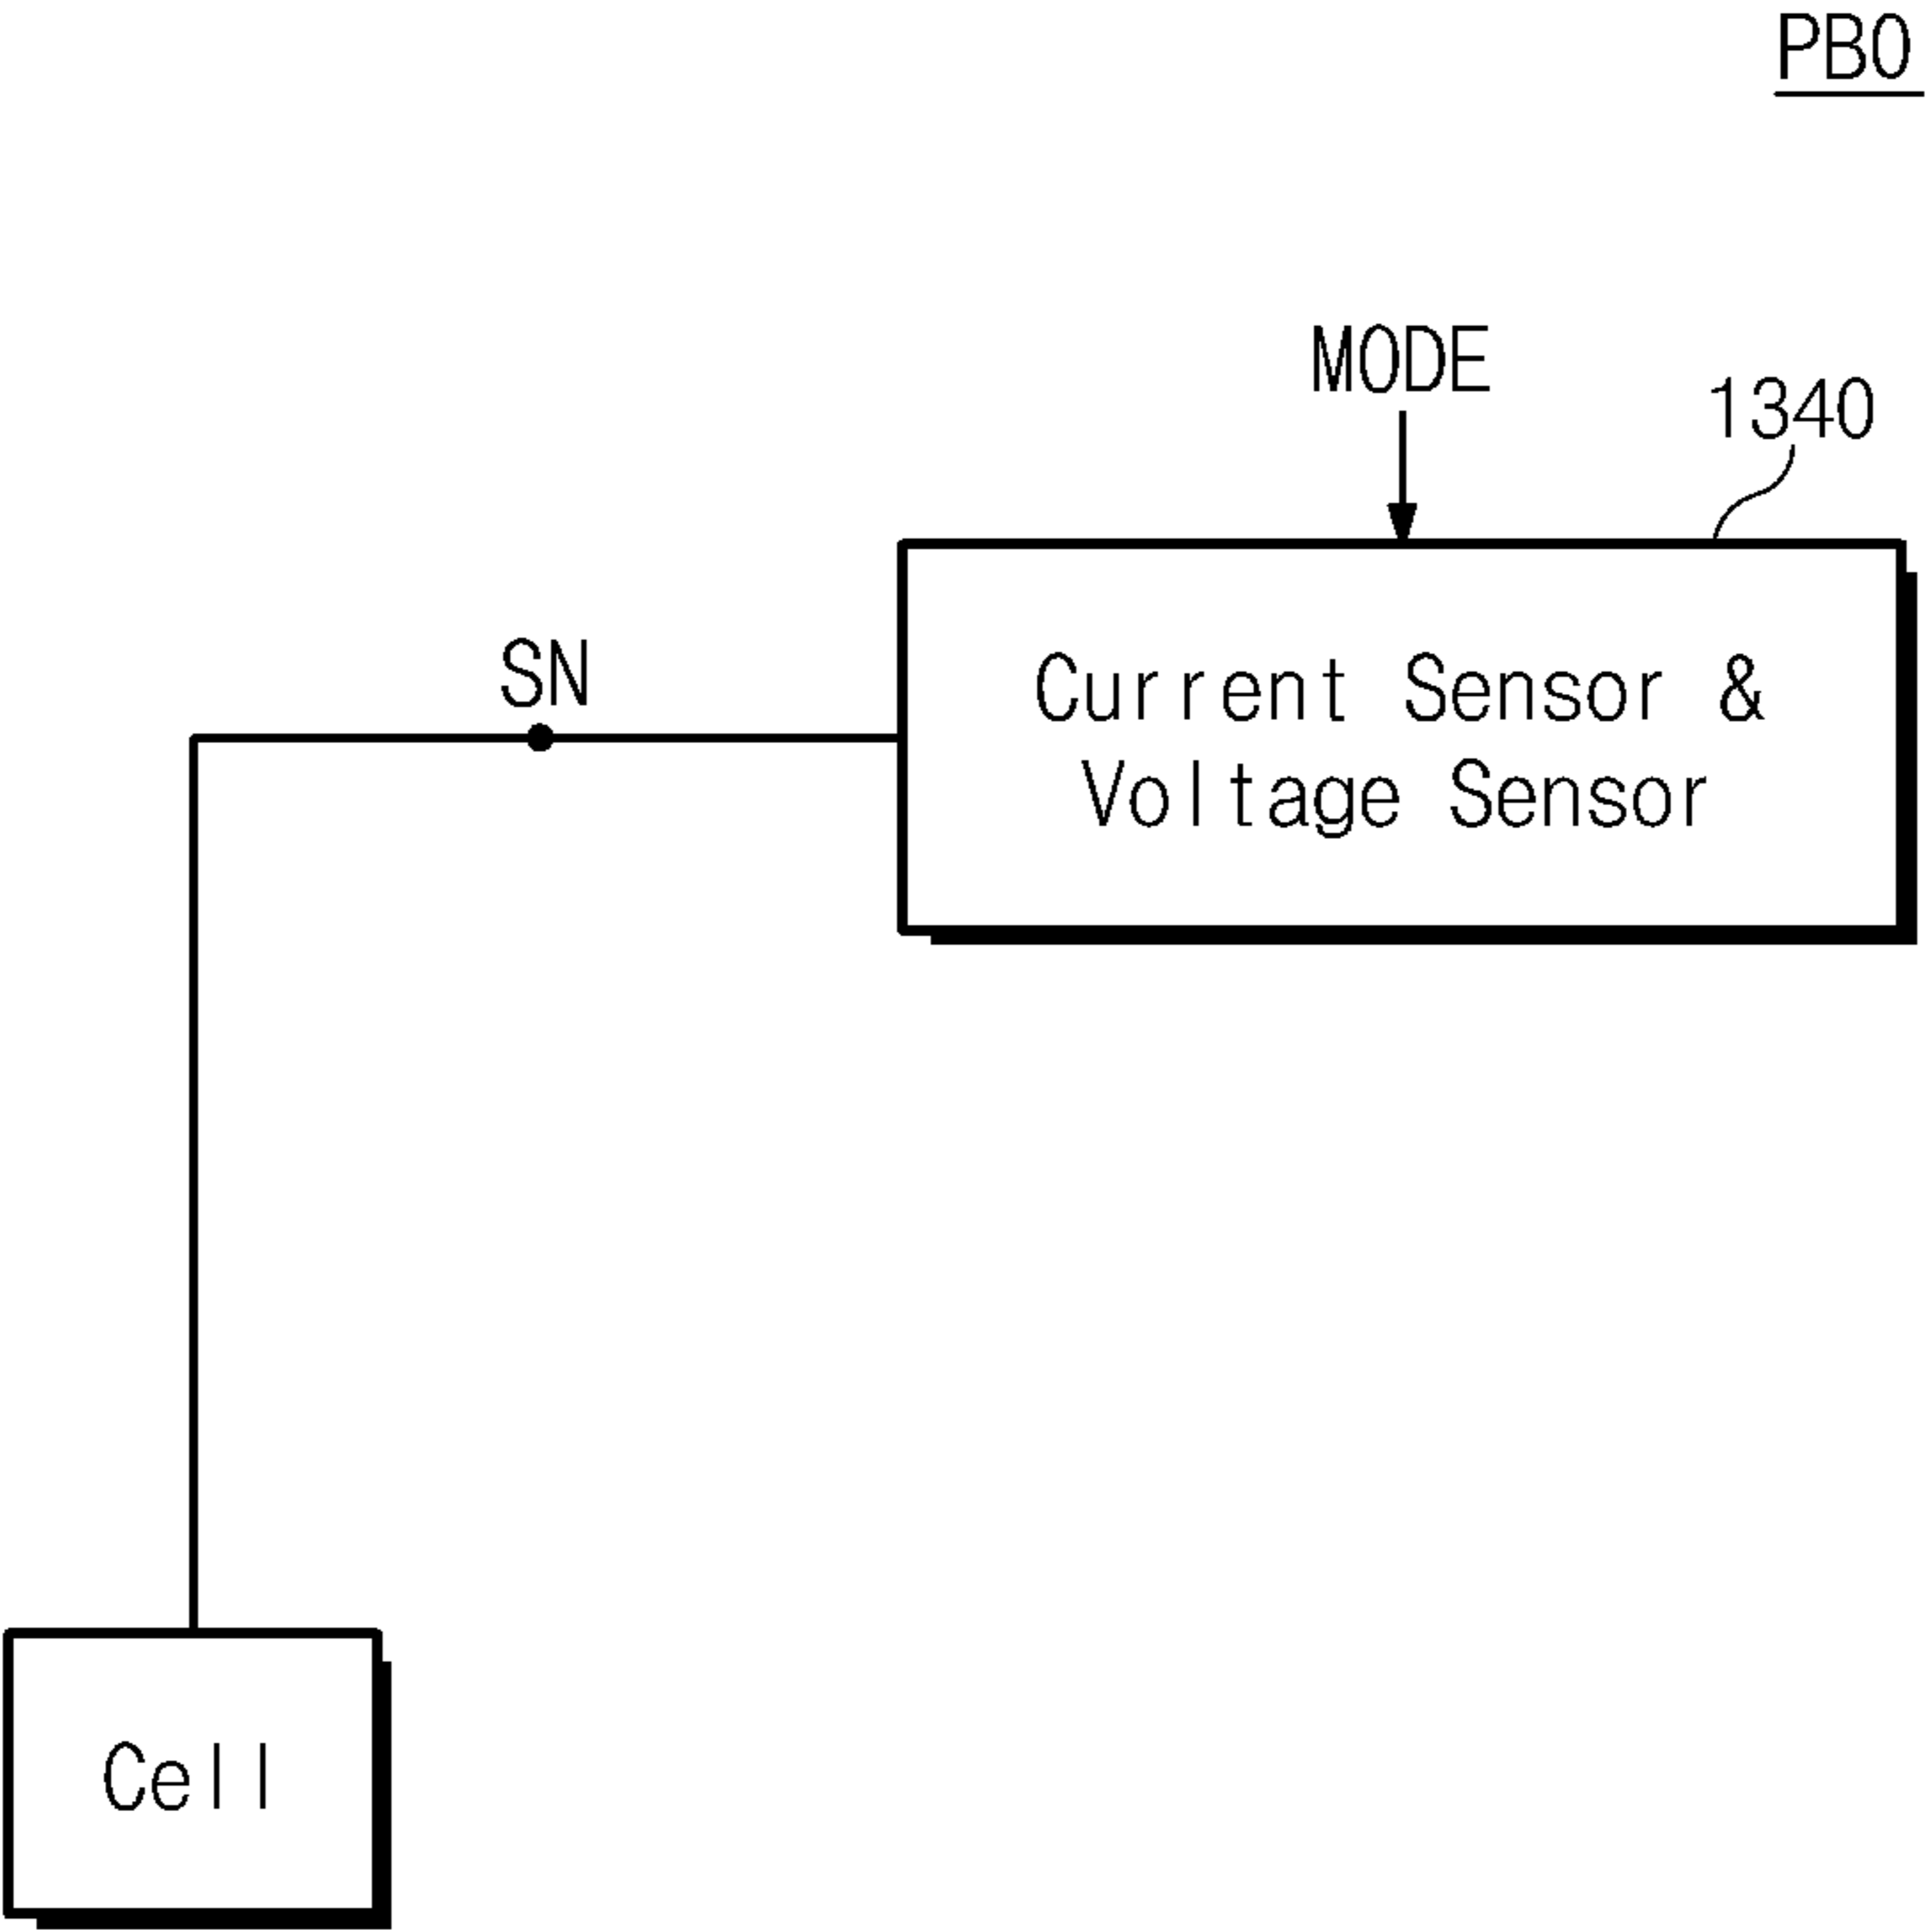 PB0
MODE
1340
SN
Current Sensor &
Voltage Sensor
Cell